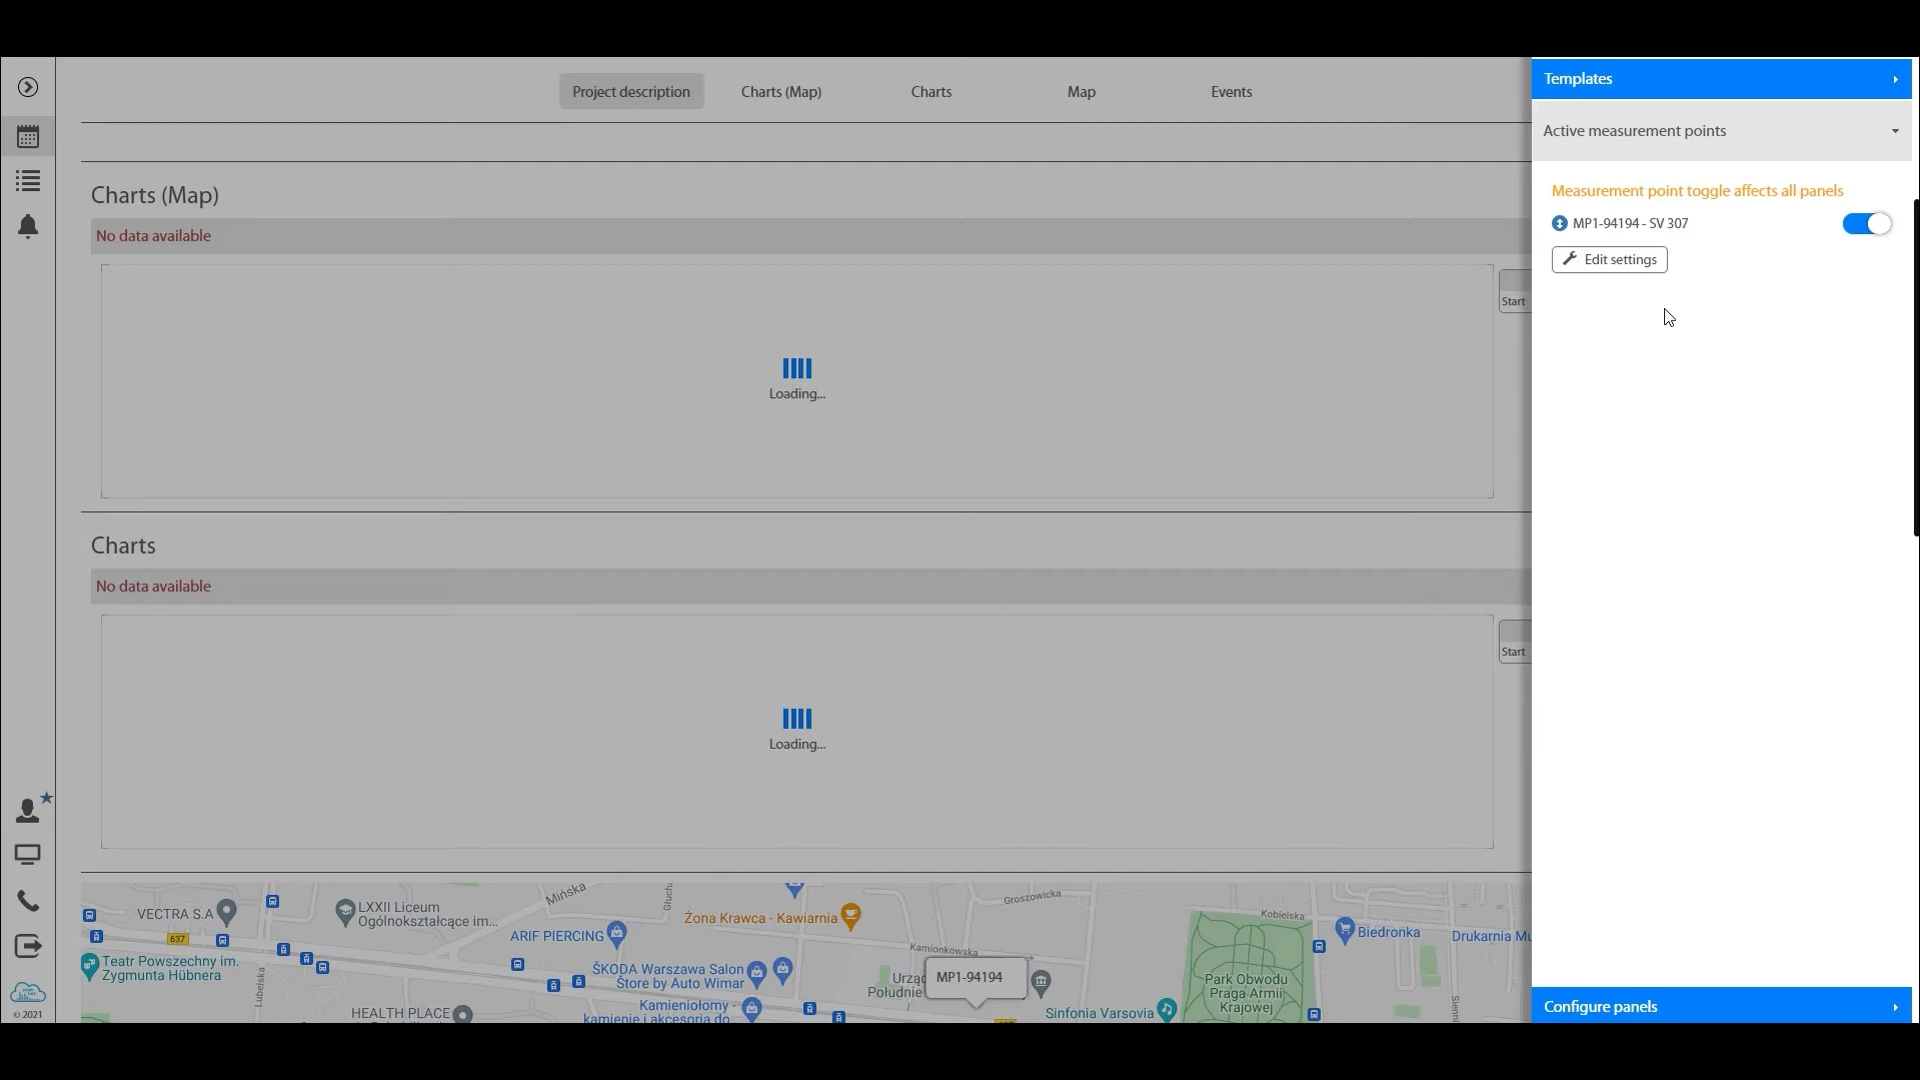 Project description
Charts (Map)
Charts
Map
Events
Charts (Map)
No data available
Loading...
Start
Charts
No data available
Loading...
Start
Templates
Active measurement points
Measurement point toggle affects all panels
MP1-94194 - SV 307
Edit settings
Configure panels
© 2021
Mińska
Groszowicka
Kobielska
VECTRA S.A
LXXII Liceum
Ogólnokształcące im...
Żona Krawca - Kawiarnia
ARIF PIERCING
637
Biedronka
Drukarnia Mu
Kamionkowska
Teatr Powszechny im.
Zygmunta Hübnera
Lubelska
ŠKODA Warszawa Salon
Store by Auto Wimar
Urząd
Południe
MP1-94194
Park Obwodu
Praga Armii
Krajowej
HEALTH PLACE
Kamieniołomy -
kamienie i akcesoria do
Sinfonia Varsovia